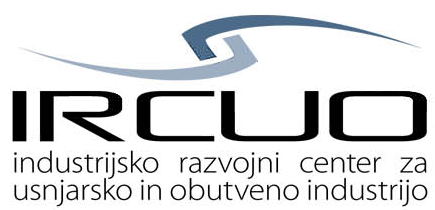 IRCUO
industrijsko razvojni center za
usnjarsko in obutveno industrijo